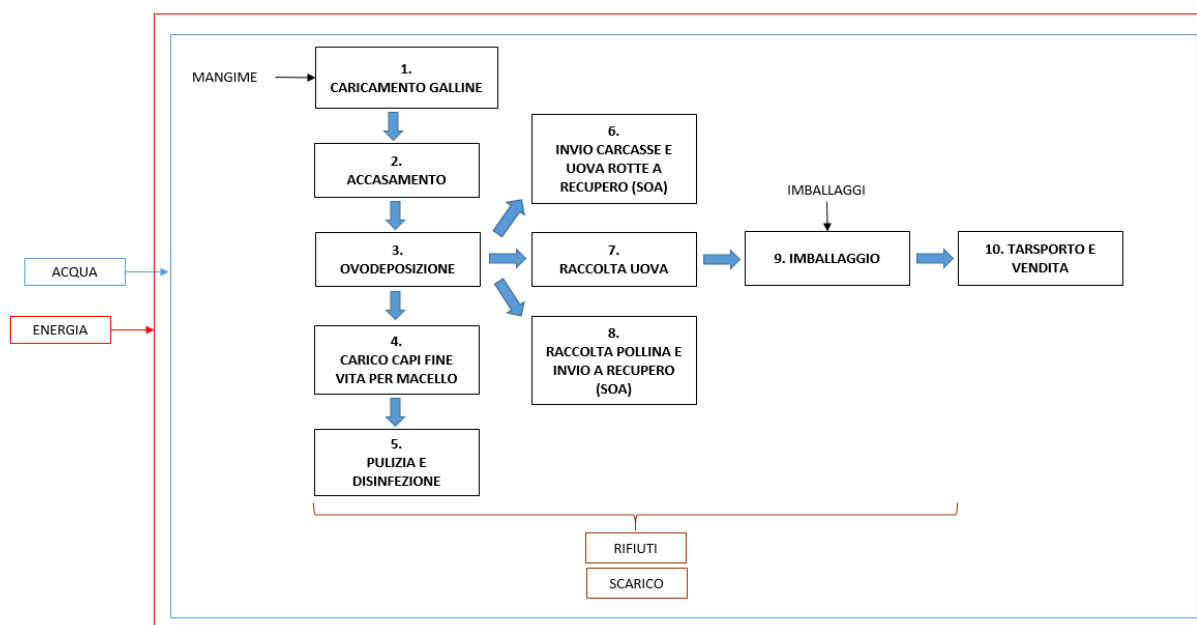 MANGIME
1.
CARICAMENTO GALLINE
2.
ACCASAMENTO
3.
OVODEPOSIZIONE
4.
CARICO CAPI FINE
VITA PER MACELLO
5.
PULIZIA E
DISINFEZIONE
6.
INVIO CARCASSE E
UOVA ROTTE A
RECUPERO (SOA)
7.
RACCOLTA UOVA
8.
RACCOLTA POLLINA E
INVIO A RECUPERO
(SOA)
IMBALLAGGI
9. IMBALLAGGIO
10. TARSPORTO E
VENDITA
ACQUA
ENERGIA
RIFIUTI
SCARICO